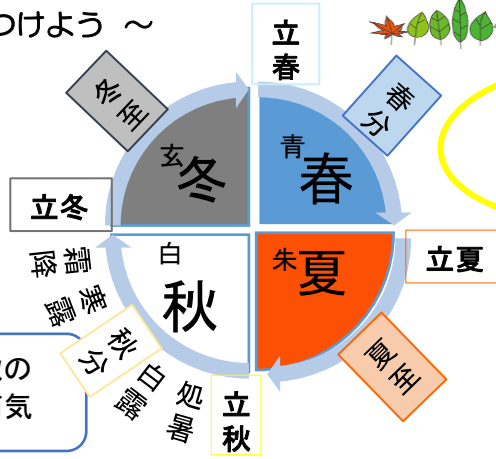 つけよう ～
立春
春分
青
春
立夏
朱
夏
夏至
立秋
処暑
白露
秋分
寒露
霜降
白
秋
立冬
玄
冬
冬至
の
気